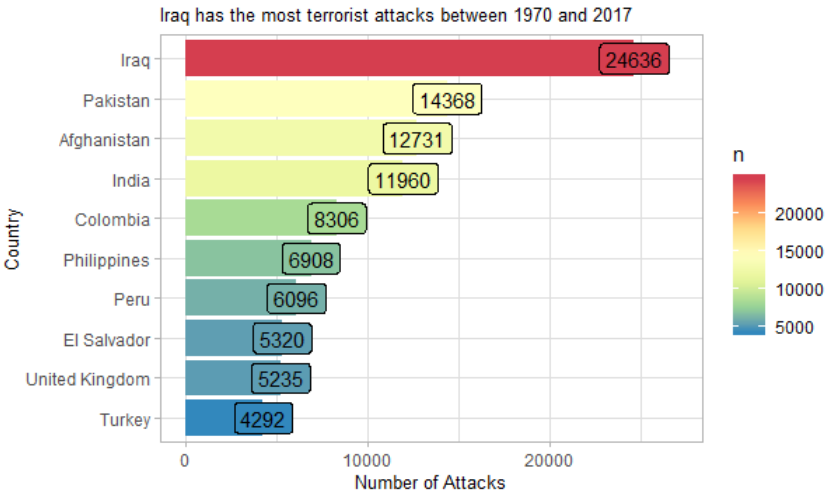 Iraq has the most terrorist attacks between 1970 and 2017
Iraq 24636
Pakistan 14368
Afghanistan 12731
India 11960
Colombia 8306
Philippines 6908
Peru 6096
El Salvador 5320
United Kingdom 5235
Turkey 4292
Country
0 10000 20000
Number of Attacks
n
20000
15000
10000
5000